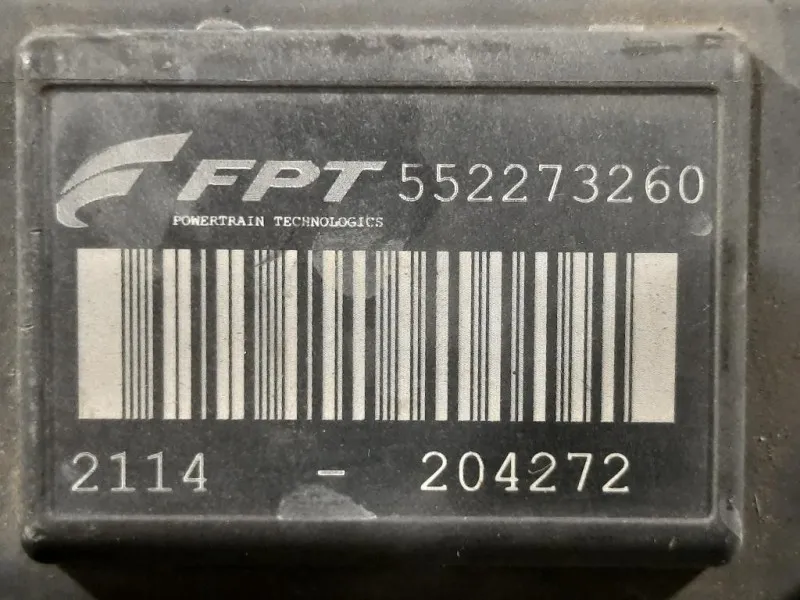 FPT 552273260
POWERTRAIN TECHNOLOGICS
2114 - 204272